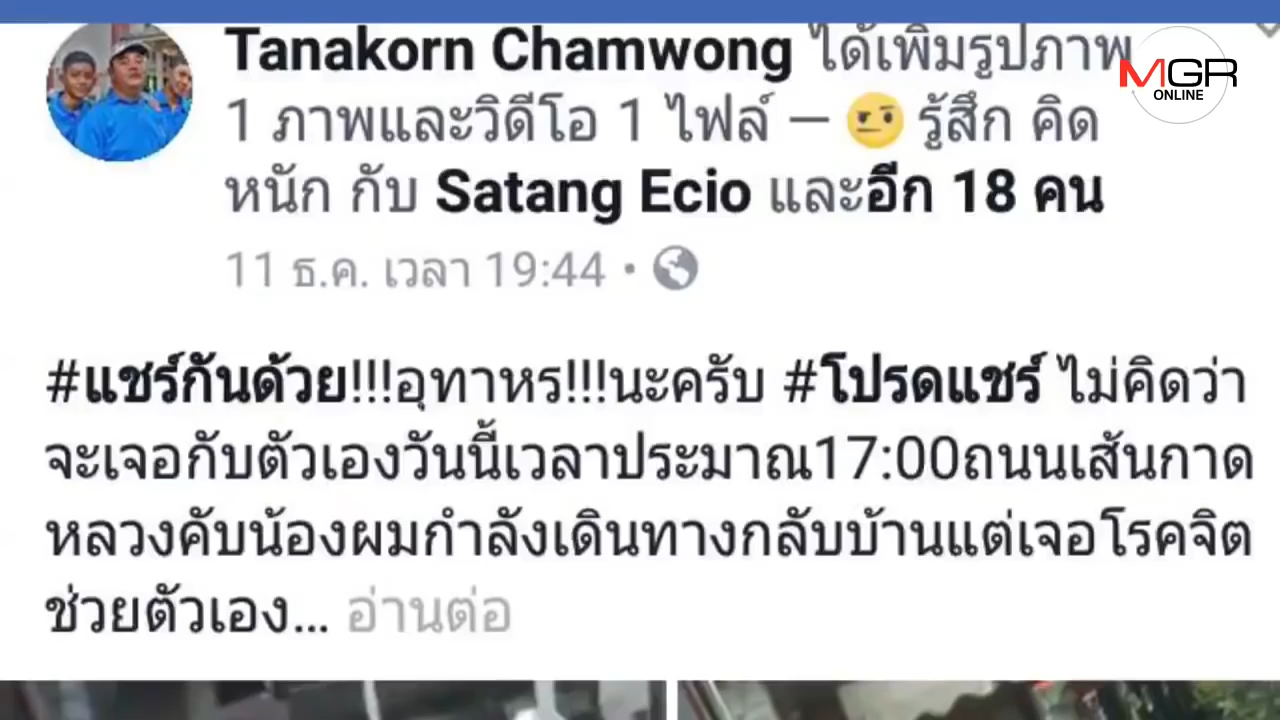 Tanakorn Chamwong ได้เพิ่มรูปภาพ
1 ภาพและวิดีโอ 1 ไฟล์ — 🤨 รู้สึก คิด
หนัก กับ Satang Ecio และอีก 18 คน
11 ธ.ค. เวลา 19:44 •
MGR
ONLINE
#แชร์กันด้วย!!!อุทาหร!!!นะครับ #โปรดแชร์ ไม่คิดว่า
จะเจอกับตัวเองวันนี้เวลาประมาณ17:00ถนนเส้นกาด
หลวงคับน้องผมกำลังเดินทางกลับบ้านแต่เจอโรคจิต
ช่วยตัวเอง... อ่านต่อ